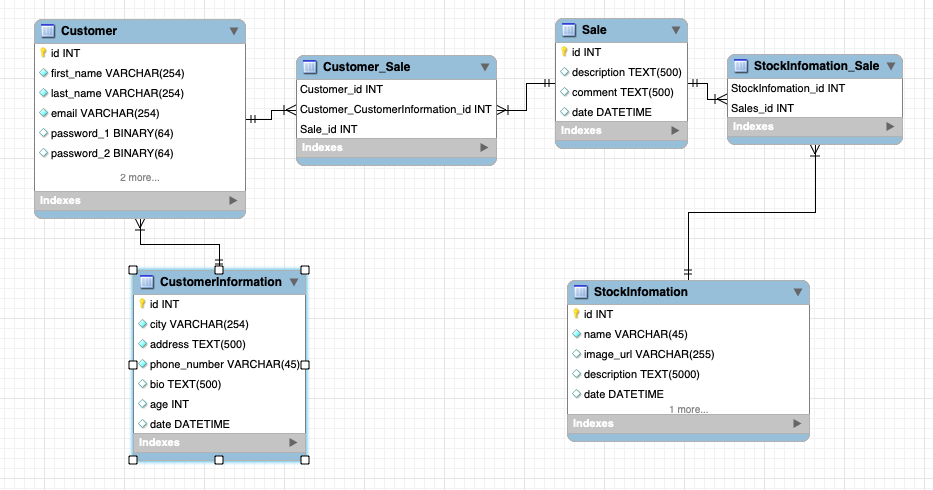 Customer
id INT
first_name VARCHAR(254)
last_name VARCHAR(254)
email VARCHAR(254)
password_1 BINARY(64)
password_2 BINARY(64)
2 more...
Indexes
Customer_Sale
Customer_id INT
Customer_CustomerInformation_id INT
Sale_id INT
Indexes
Sale
id INT
description TEXT(500)
comment TEXT(500)
date DATETIME
Indexes
StockInfomation_Sale
StockInfomation_id INT
Sales_id INT
Indexes
CustomerInformation
id INT
city VARCHAR(254)
address TEXT(500)
phone_number VARCHAR(45)
bio TEXT(500)
age INT
date DATETIME
Indexes
StockInfomation
id INT
name VARCHAR(45)
image_url VARCHAR(255)
description TEXT(5000)
date DATETIME
1 more...
Indexes